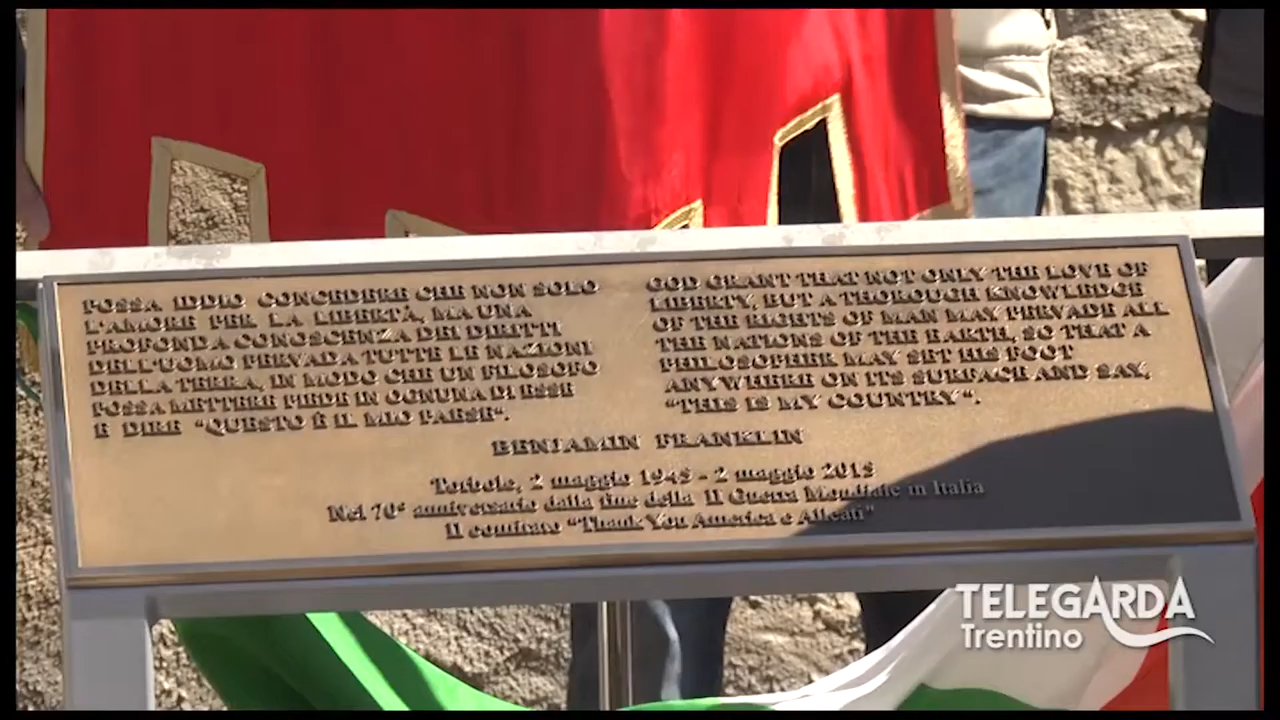 POSSA IDDIO CONCEDERE CHE NON SOLO
L'AMORE PER LA LIBERTÀ, MA UNA
PROFONDA CONOSCENZA DEI DIRITTI
DELL'UOMO PERVADA TUTTE LE NAZIONI
DELLA TERRA, IN MODO CHE UN FILOSOFO
POSSA METTERE PIEDE IN OGNUNA DI ESSE
E DIRE "QUESTO È IL MIO PAESE".
GOD GRANT THAT NOT ONLY THE LOVE OF
LIBERTY, BUT A THOROUGH KNOWLEDGE
OF THE RIGHTS OF MAN MAY PERVADE ALL
THE NATIONS OF THE EARTH, SO THAT A
PHILOSOPHER MAY SET HIS FOOT
ANYWHERE ON ITS SURFACE AND SAY,
"THIS IS MY COUNTRY".
BENJAMIN FRANKLIN
Torbole, 2 maggio 1945 - 2 maggio 2015
Nel 70° anniversario dalla fine della II Guerra Mondiale in Italia
Il comitato "Thank You America e Alleati"
TELEGARDA
Trentino